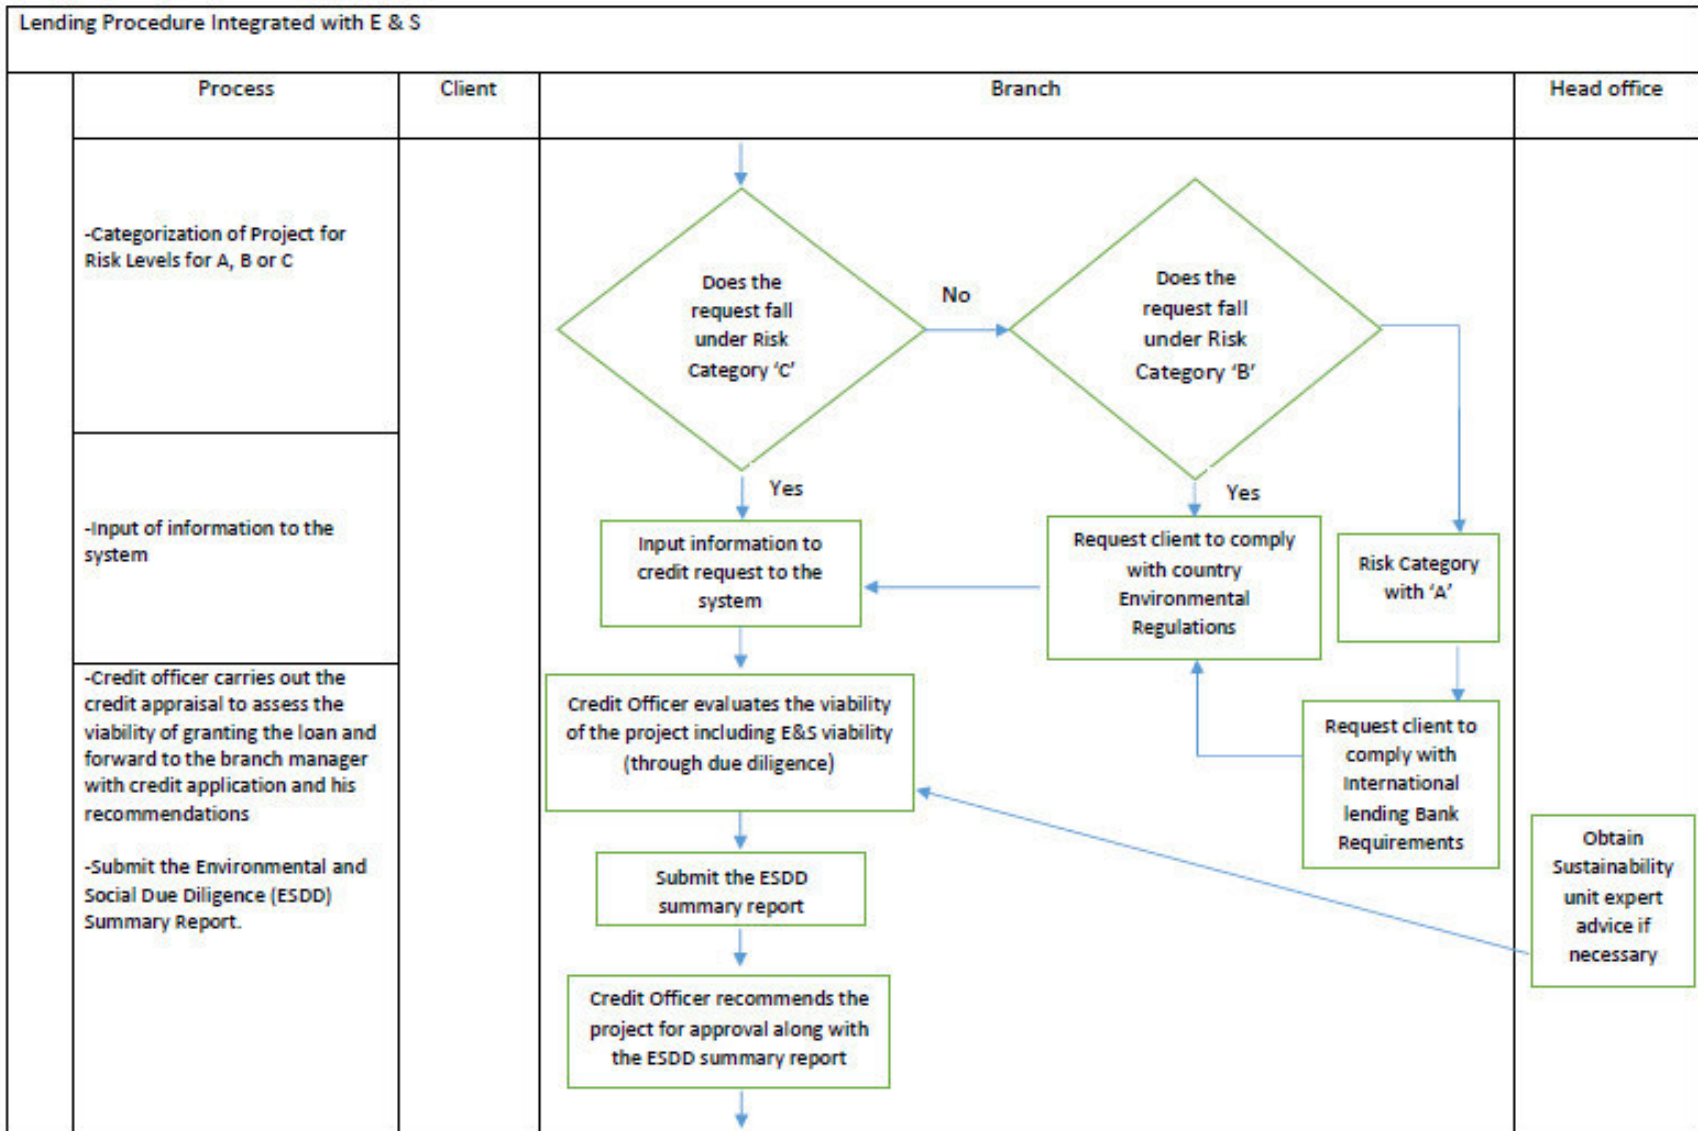 Lending Procedure Integrated with E & S
Process
Client
Branch
Head office
-Categorization of Project for
Risk Levels for A, B or C
Does the
request fall
under Risk
Category ‘C’
No
Does the
request fall
under Risk
Category ‘B’
Yes
Yes
-Input of information to the
system
Input information to
credit request to the
system
Request client to comply
with country
Environmental
Regulations
Risk Category
with ‘A’
-Credit officer carries out the
credit appraisal to assess the
viability of granting the loan and
forward to the branch manager
with credit application and his
recommendations
-Submit the Environmental and
Social Due Diligence (ESDD)
Summary Report.
Credit Officer evaluates the viability
of the project including E&S viability
(through due diligence)
Request client to
comply with
International
lending Bank
Requirements
Obtain
Sustainability
unit expert
advice if
necessary
Submit the ESDD
summary report
Credit Officer recommends the
project for approval along with
the ESDD summary report